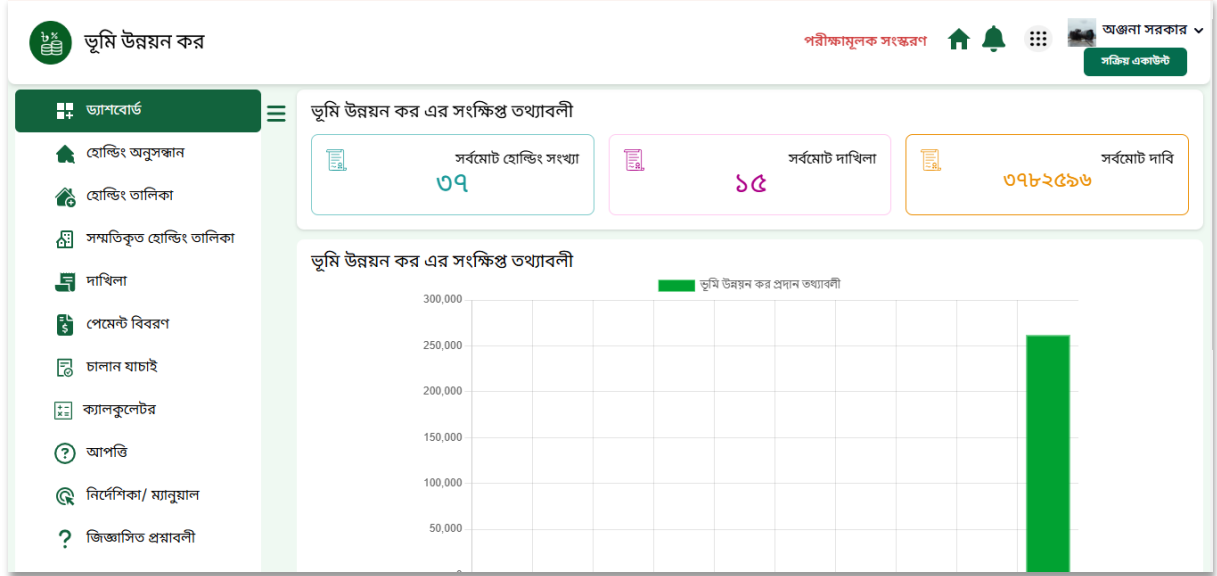 ভূমি উন্নয়ন কর
পরীক্ষামূলক সংস্করণ
অঞ্জনা সরকার
সক্রিয় একাউন্ট
ড্যাশবোর্ড
হোল্ডিং অনুসন্ধান
হোল্ডিং তালিকা
সম্মতিকৃত হোল্ডিং তালিকা
দাখিলা
পেমেন্ট বিবরণ
চালান যাচাই
ক্যালকুলেটর
আপত্তি
নির্দেশিকা/ ম্যানুয়াল
জিজ্ঞাসিত প্রশ্নাবলী
ভূমি উন্নয়ন কর এর সংক্ষিপ্ত তথ্যাবলী
সর্বমোট হোল্ডিং সংখ্যা
৩৭
সর্বমোট দাখিলা
১৫
সর্বমোট দাবি
৩৭৮২৫৯৬
ভূমি উন্নয়ন কর এর সংক্ষিপ্ত তথ্যাবলী
ভূমি উন্নয়ন কর প্রদান তথ্যাবলী
300,000
250,000
200,000
150,000
100,000
50,000